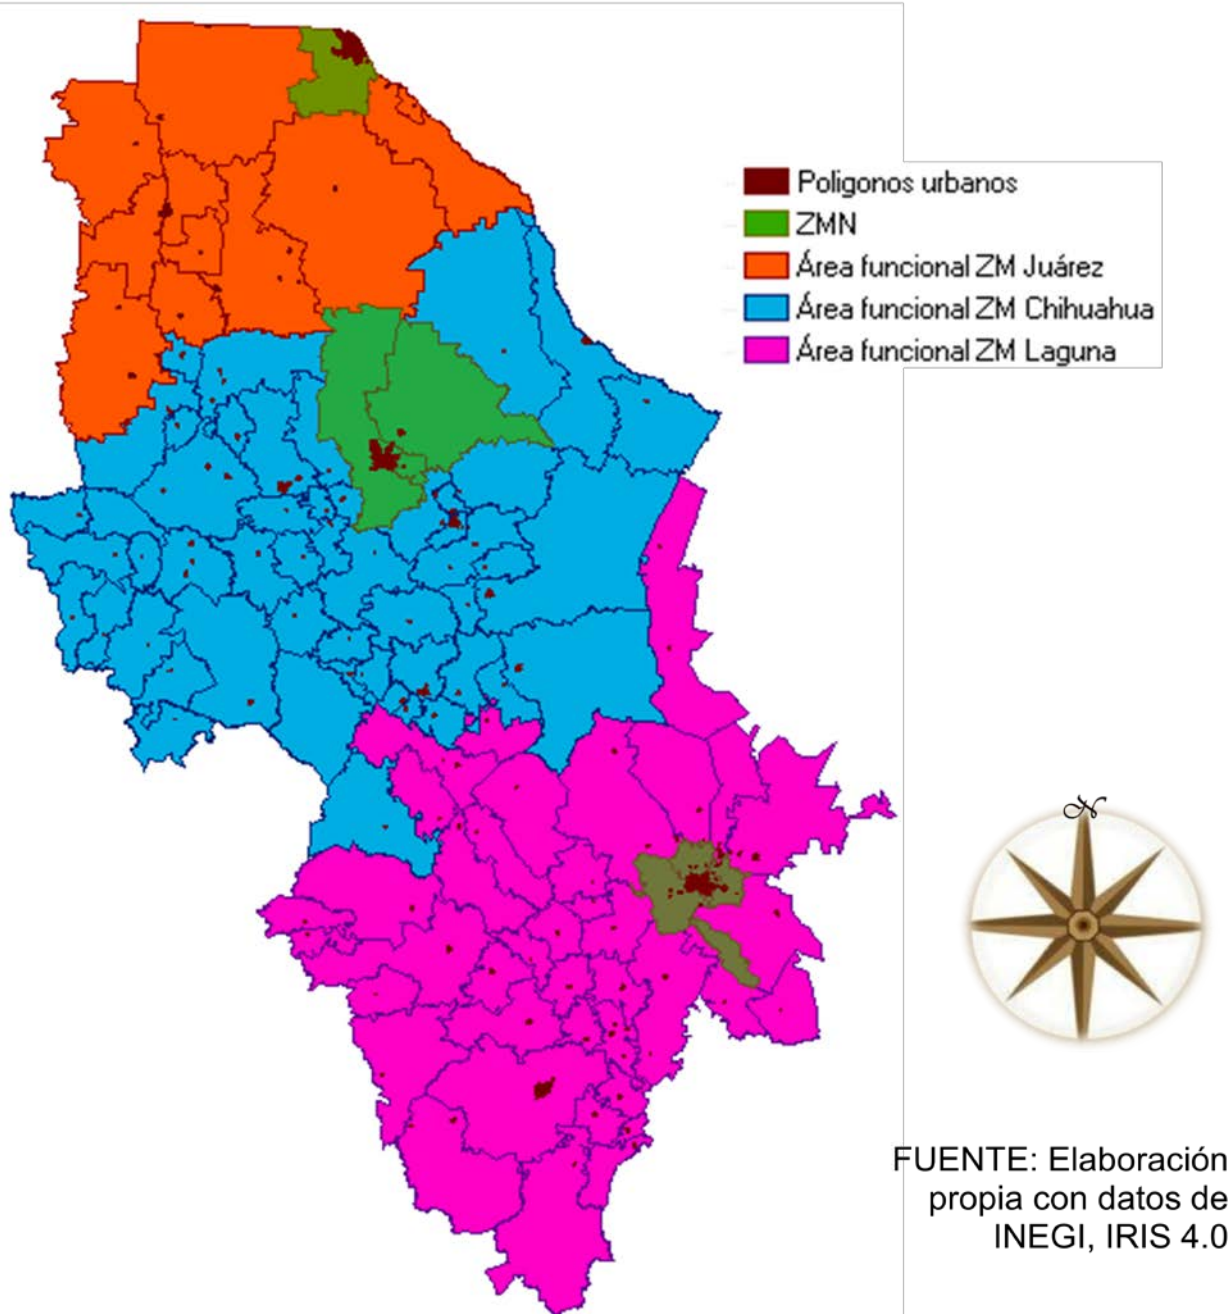 Poligonos urbanos
ZMN
Área funcional ZM Juárez
Área funcional ZM Chihuahua
Área funcional ZM Laguna
N
FUENTE: Elaboración
propia con datos de
INEGI, IRIS 4.0